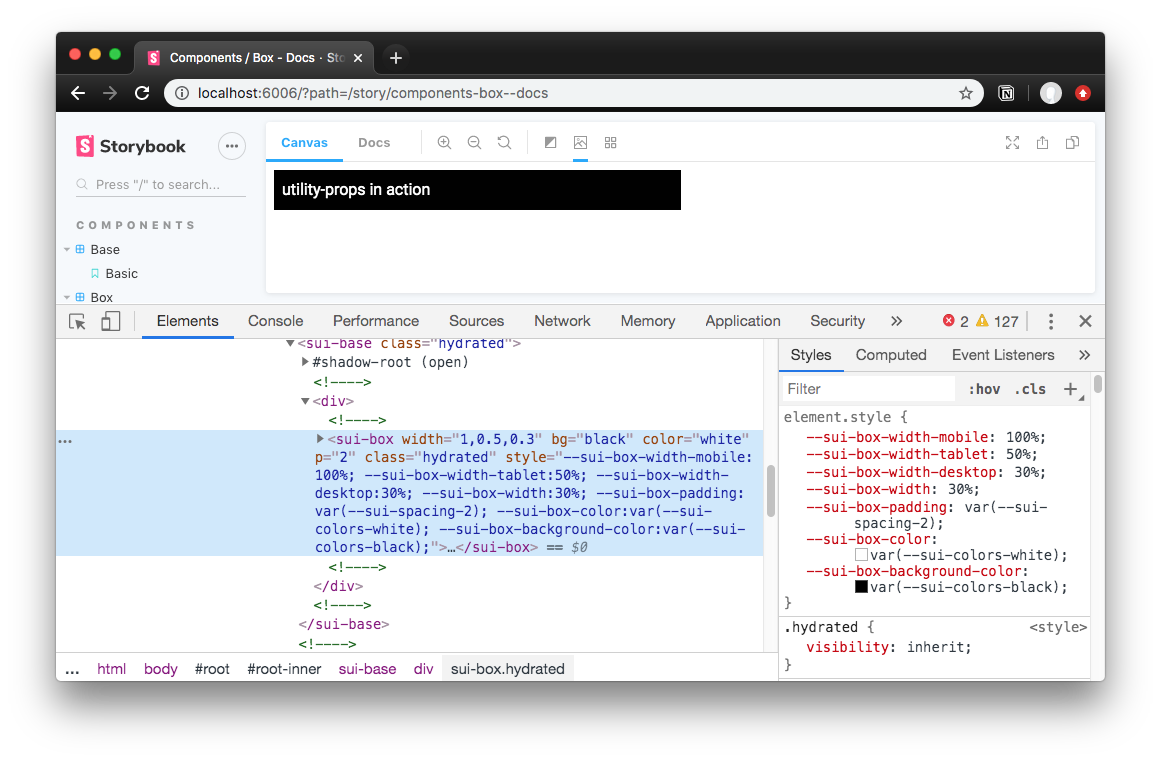 Components / Box - Docs · Sto
localhost:6006/?path=/story/components-box--docs
Storybook
Press "/" to search...
COMPONENTS
Base
Basic
Box
Canvas Docs
utility-props in action
Elements Console Performance Sources Network Memory Application Security » 2 127
▼<sui-base class="hydrated">
▶#shadow-root (open)
<!---->
▼<div>
<!---->
… ▶<sui-box width="1,0.5,0.3" bg="black" color="white"
p="2" class="hydrated" style="--sui-box-width-mobile:
100%; --sui-box-width-tablet:50%; --sui-box-width-
desktop:30%; --sui-box-width:30%; --sui-box-padding:
var(--sui-spacing-2); --sui-box-color:var(--sui-
colors-white); --sui-box-background-color:var(--sui-
colors-black);">…</sui-box> == $0
<!---->
</div>
<!---->
</sui-base>
<!---->
… html body #root #root-inner sui-base div sui-box.hydrated
Styles Computed Event Listeners »
Filter :hov .cls +
element.style {
--sui-box-width-mobile: 100%;
--sui-box-width-tablet: 50%;
--sui-box-width-desktop: 30%;
--sui-box-width: 30%;
--sui-box-padding: var(--sui-
spacing-2);
--sui-box-color:
var(--sui-colors-white);
--sui-box-background-color:
var(--sui-colors-black);
}
.hydrated { <style>
visibility: inherit;
}